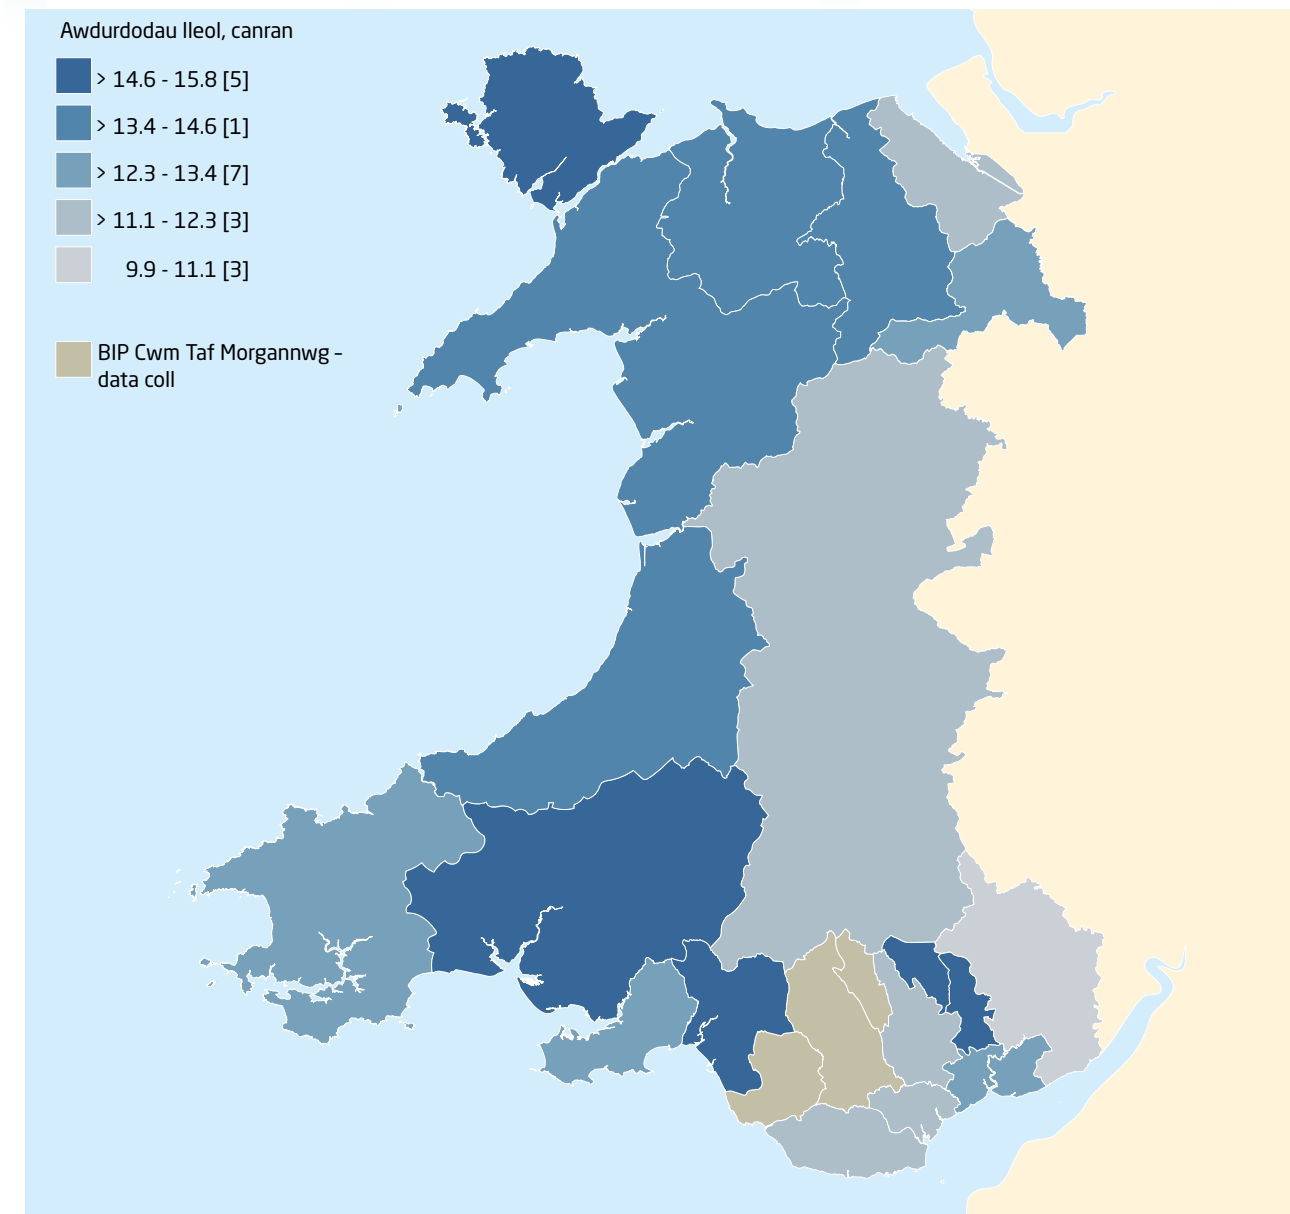 Awdurdodau lleol, canran
> 14.6 - 15.8 [5]
> 13.4 - 14.6 [1]
> 12.3 - 13.4 [7]
> 11.1 - 12.3 [3]
9.9 - 11.1 [3]
BIP Cwm Taf Morgannwg –
data coll